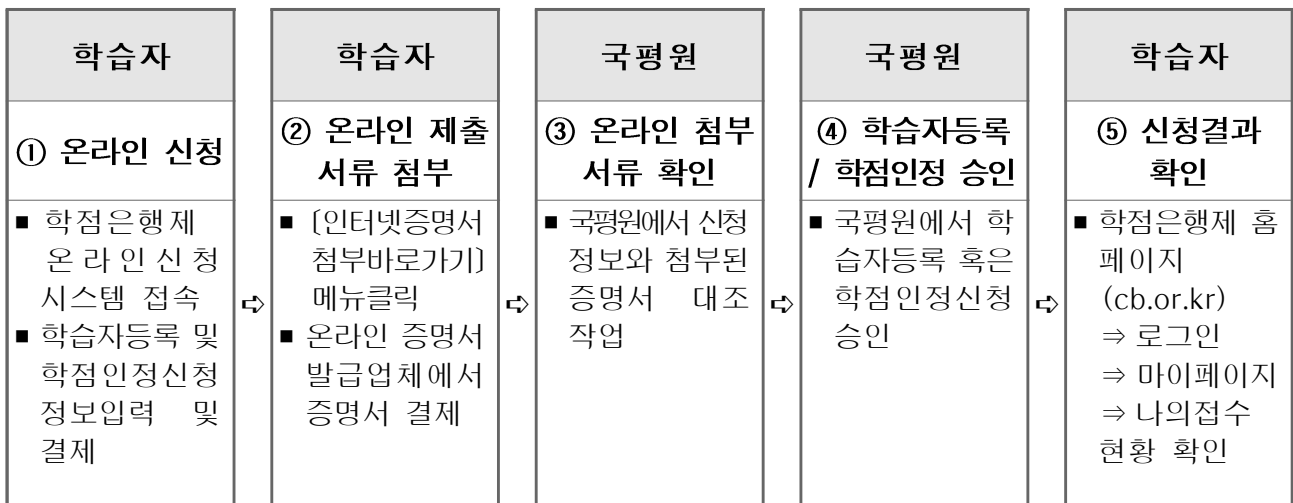 학습자
① 온라인 신청
■ 학점은행제
온라인신청
시스템 접속
■ 학습자등록 및
학점인정신청
정보입력 및
결제
⇨
학습자
② 온라인 제출
서류 첨부
■ [인터넷증명서
첨부바로가기]
메뉴클릭
■ 온라인 증명서
발급업체에서
증명서 결제
⇨
국평원
③ 온라인 첨부
서류 확인
■ 국평원에서 신청
정보와 첨부된
증명서 대조
작업
⇨
국평원
④ 학습자등록
/ 학점인정 승인
■ 국평원에서 학
습자등록 혹은
학점인정신청
승인
⇨
학습자
⑤ 신청결과
확인
■ 학점은행제 홈
페이지
(cb.or.kr)
⇒ 로그인
⇒ 마이페이지
⇒ 나의접수
현황 확인